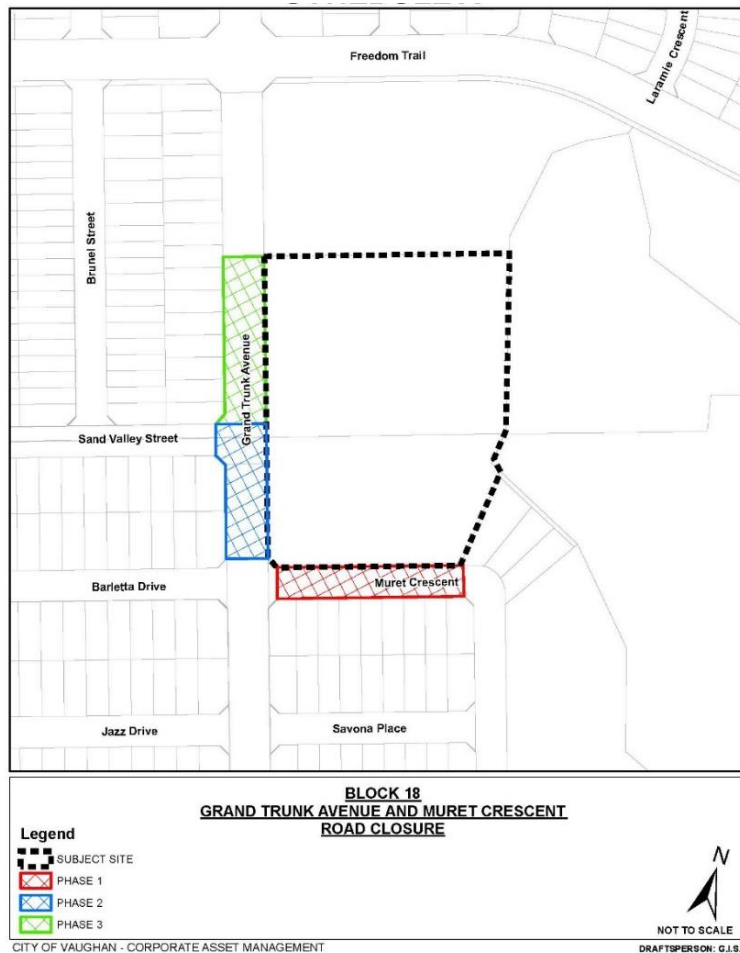 Freedom Trail
Laramie Crescent
Brunel Street
Grand Trunk Avenue
Sand Valley Street
Barletta Drive
Muret Crescent
Jazz Drive
Savona Place
BLOCK 18
GRAND TRUNK AVENUE AND MURET CRESCENT
ROAD CLOSURE
Legend
SUBJECT SITE
PHASE 1
PHASE 2
PHASE 3
N
NOT TO SCALE
CITY OF VAUGHAN - CORPORATE ASSET MANAGEMENT
DRAFTSPERSON: G.I.S.